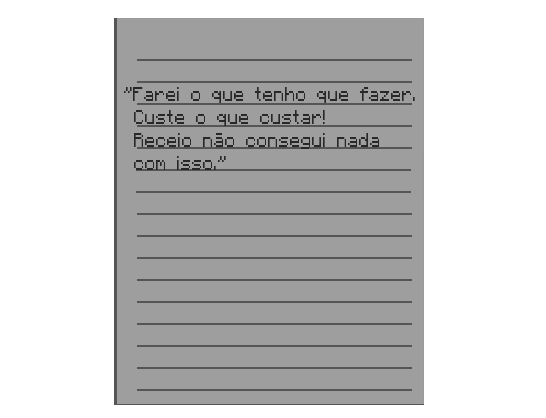 "Farei o que tenho que fazer.
Custe o que custar!
Receio não consegui nada
com isso."